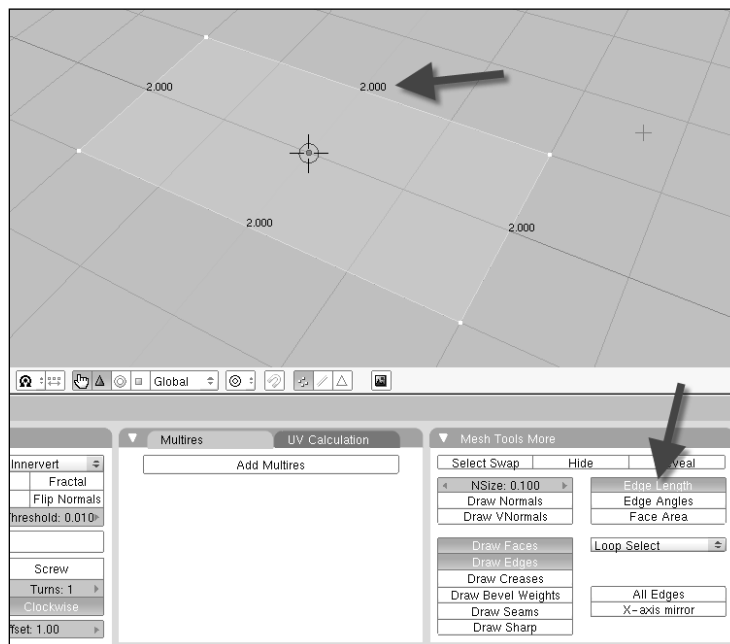 2.000
2.000
2.000
2.000
Global
Multires
UV Calculation
Mesh Tools More
Innervert
Fractal
Flip Normals
Threshold: 0.010
Screw
Turns: 1
Clockwise
ffset: 1.00
Add Multires
Select Swap
Hide
eveal
NSize: 0.100
Draw Normals
Draw VNormals
Edge Length
Edge Angles
Face Area
Draw Faces
Draw Edges
Draw Creases
Draw Bevel Weights
Draw Seams
Draw Sharp
Loop Select
All Edges
X-axis mirror